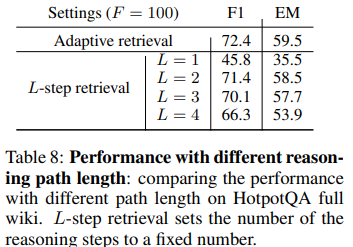 Settings (F = 100) F1 EM
Adaptive retrieval 72.4 59.5
L-step retrieval L = 1 45.8 35.5
L = 2 71.4 58.5
L = 3 70.1 57.7
L = 4 66.3 53.9
Table 8: Performance with different reason-
ing path length: comparing the performance
with different path length on HotpotQA full
wiki. L-step retrieval sets the number of the
reasoning steps to a fixed number.